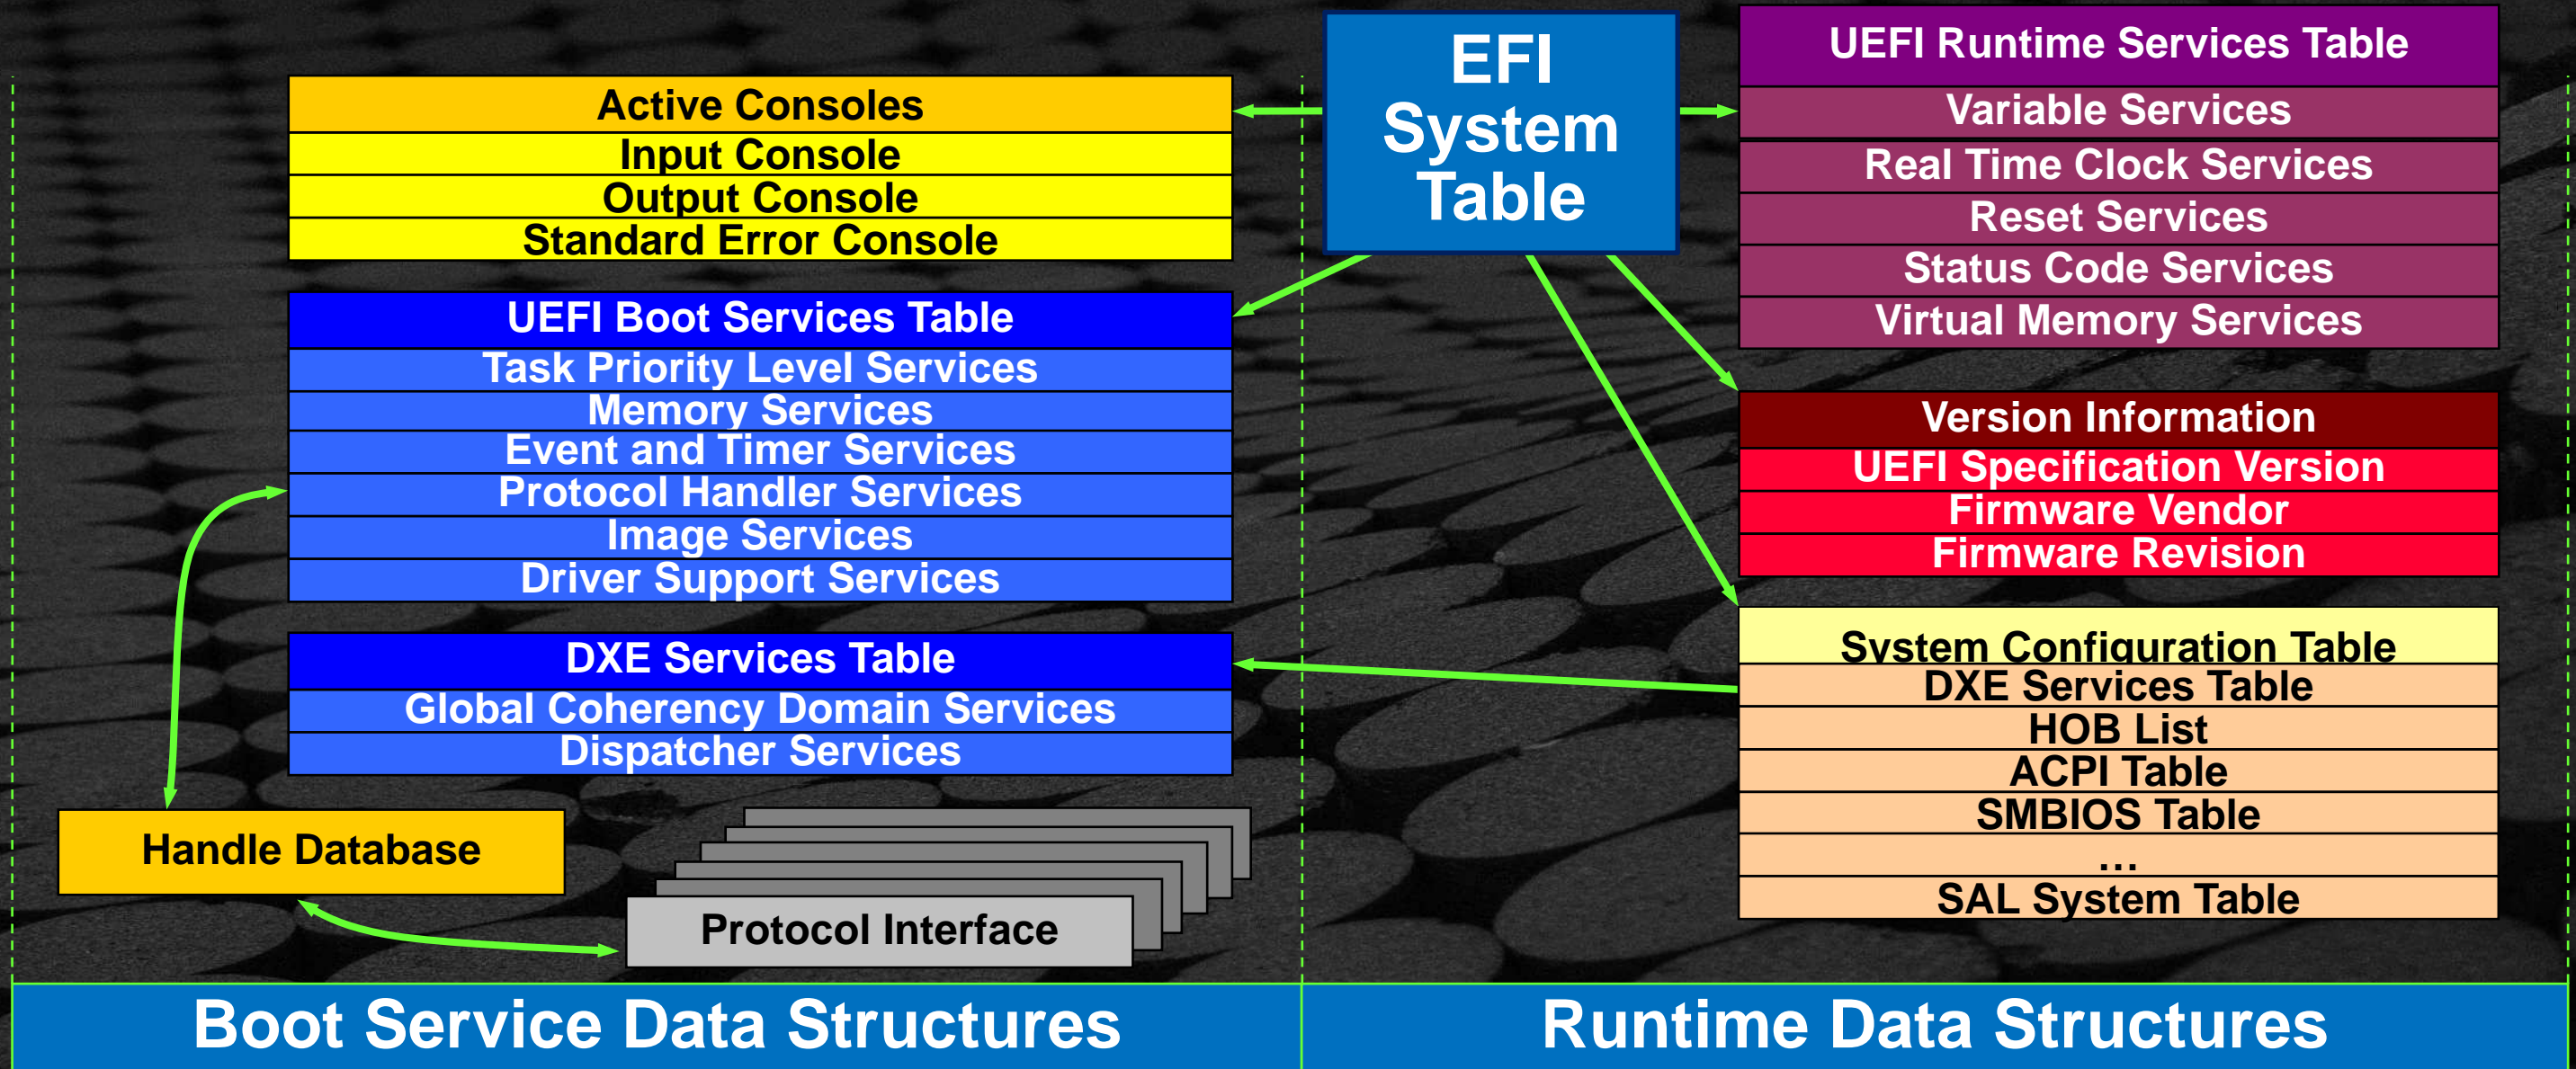 EFI
System
Table
Active Consoles
Input Console
Output Console
Standard Error Console
UEFI Boot Services Table
Task Priority Level Services
Memory Services
Event and Timer Services
Protocol Handler Services
Image Services
Driver Support Services
DXE Services Table
Global Coherency Domain Services
Dispatcher Services
Handle Database
Protocol Interface
UEFI Runtime Services Table
Variable Services
Real Time Clock Services
Reset Services
Status Code Services
Virtual Memory Services
Version Information
UEFI Specification Version
Firmware Vendor
Firmware Revision
System Configuration Table
DXE Services Table
HOB List
ACPI Table
SMBIOS Table
...
SAL System Table
Boot Service Data Structures
Runtime Data Structures